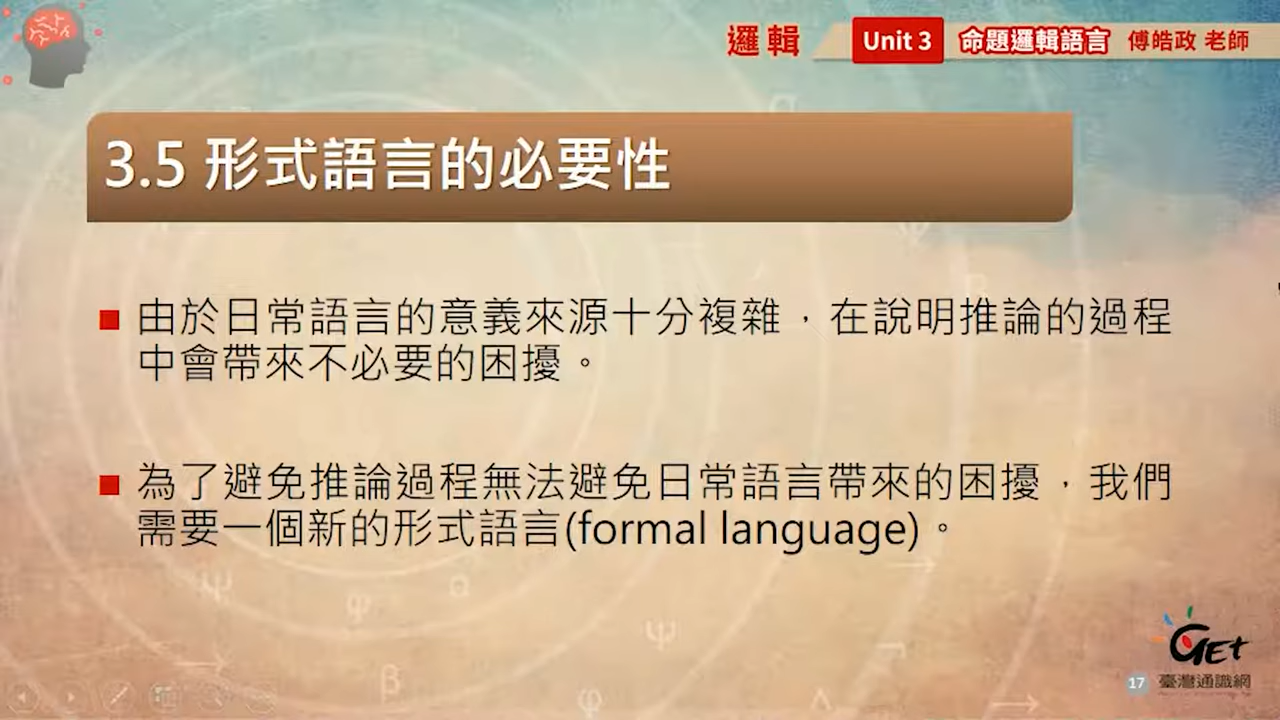 邏輯
Unit 3
命題邏輯語言
傅皓政 老師
3.5 形式語言的必要性
由於日常語言的意義來源十分複雜，在說明推論的過程
中會帶來不必要的困擾。
為了避免推論過程無法避免日常語言帶來的困擾，我們
需要一個新的形式語言(formal language)。
GEt
17
臺灣通識網